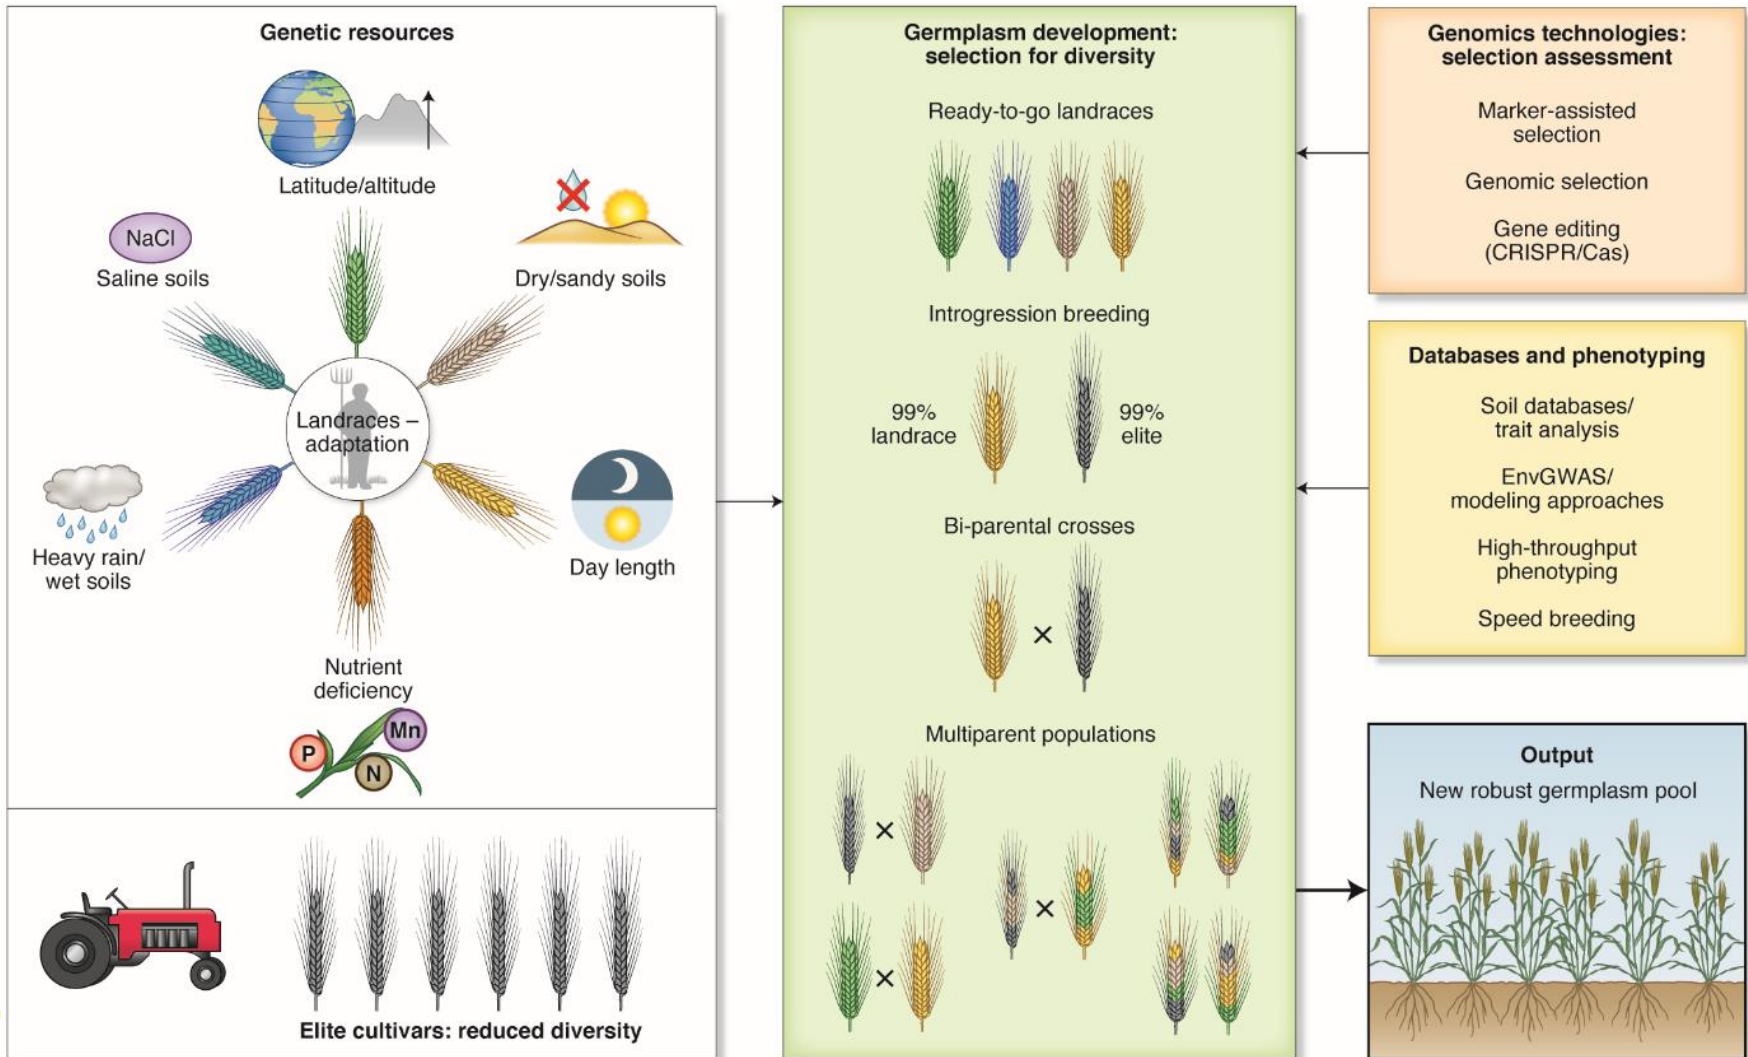 Genetic resources
Latitude/altitude
NaCl
Saline soils
Dry/sandy soils
Landraces –
adaptation
Heavy rain/
wet soils
Day length
Nutrient
deficiency
P
Mn
N
Elite cultivars: reduced diversity
Germplasm development:
selection for diversity
Ready-to-go landraces
Introgression breeding
99%
landrace
99%
elite
Bi-parental crosses
×
Multiparent populations
×
×
×
Genomics technologies:
selection assessment
Marker-assisted
selection
Genomic selection
Gene editing
(CRISPR/Cas)
Databases and phenotyping
Soil databases/
trait analysis
EnvGWAS/
modeling approaches
High-throughput
phenotyping
Speed breeding
Output
New robust germplasm pool